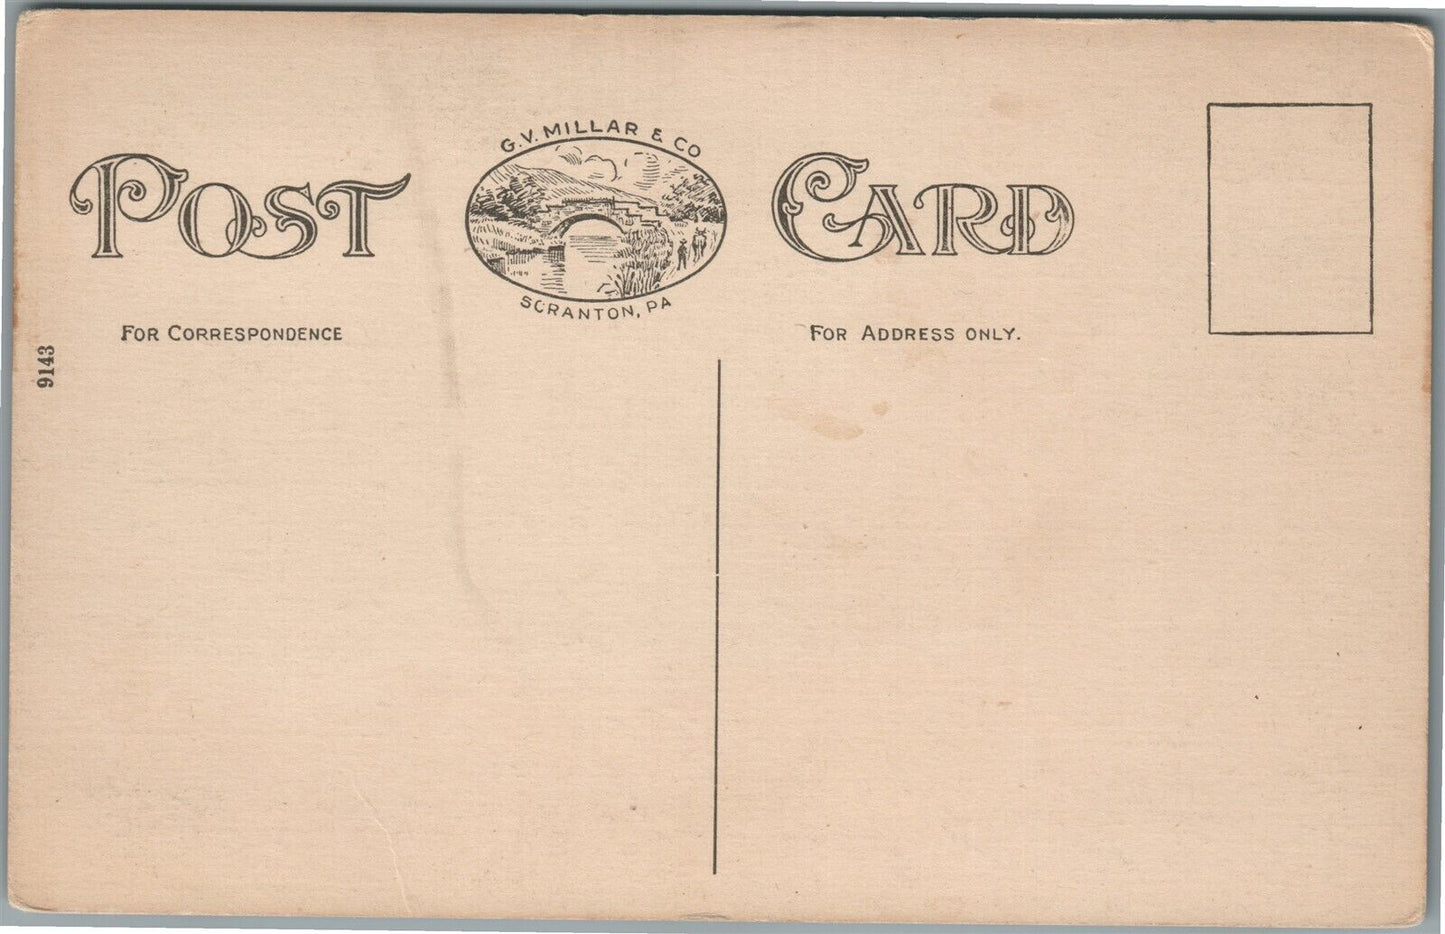 POST
G.V. MILLAR & CO
SCRANTON, PA
CARD
FOR CORRESPONDENCE
FOR ADDRESS ONLY.
9143